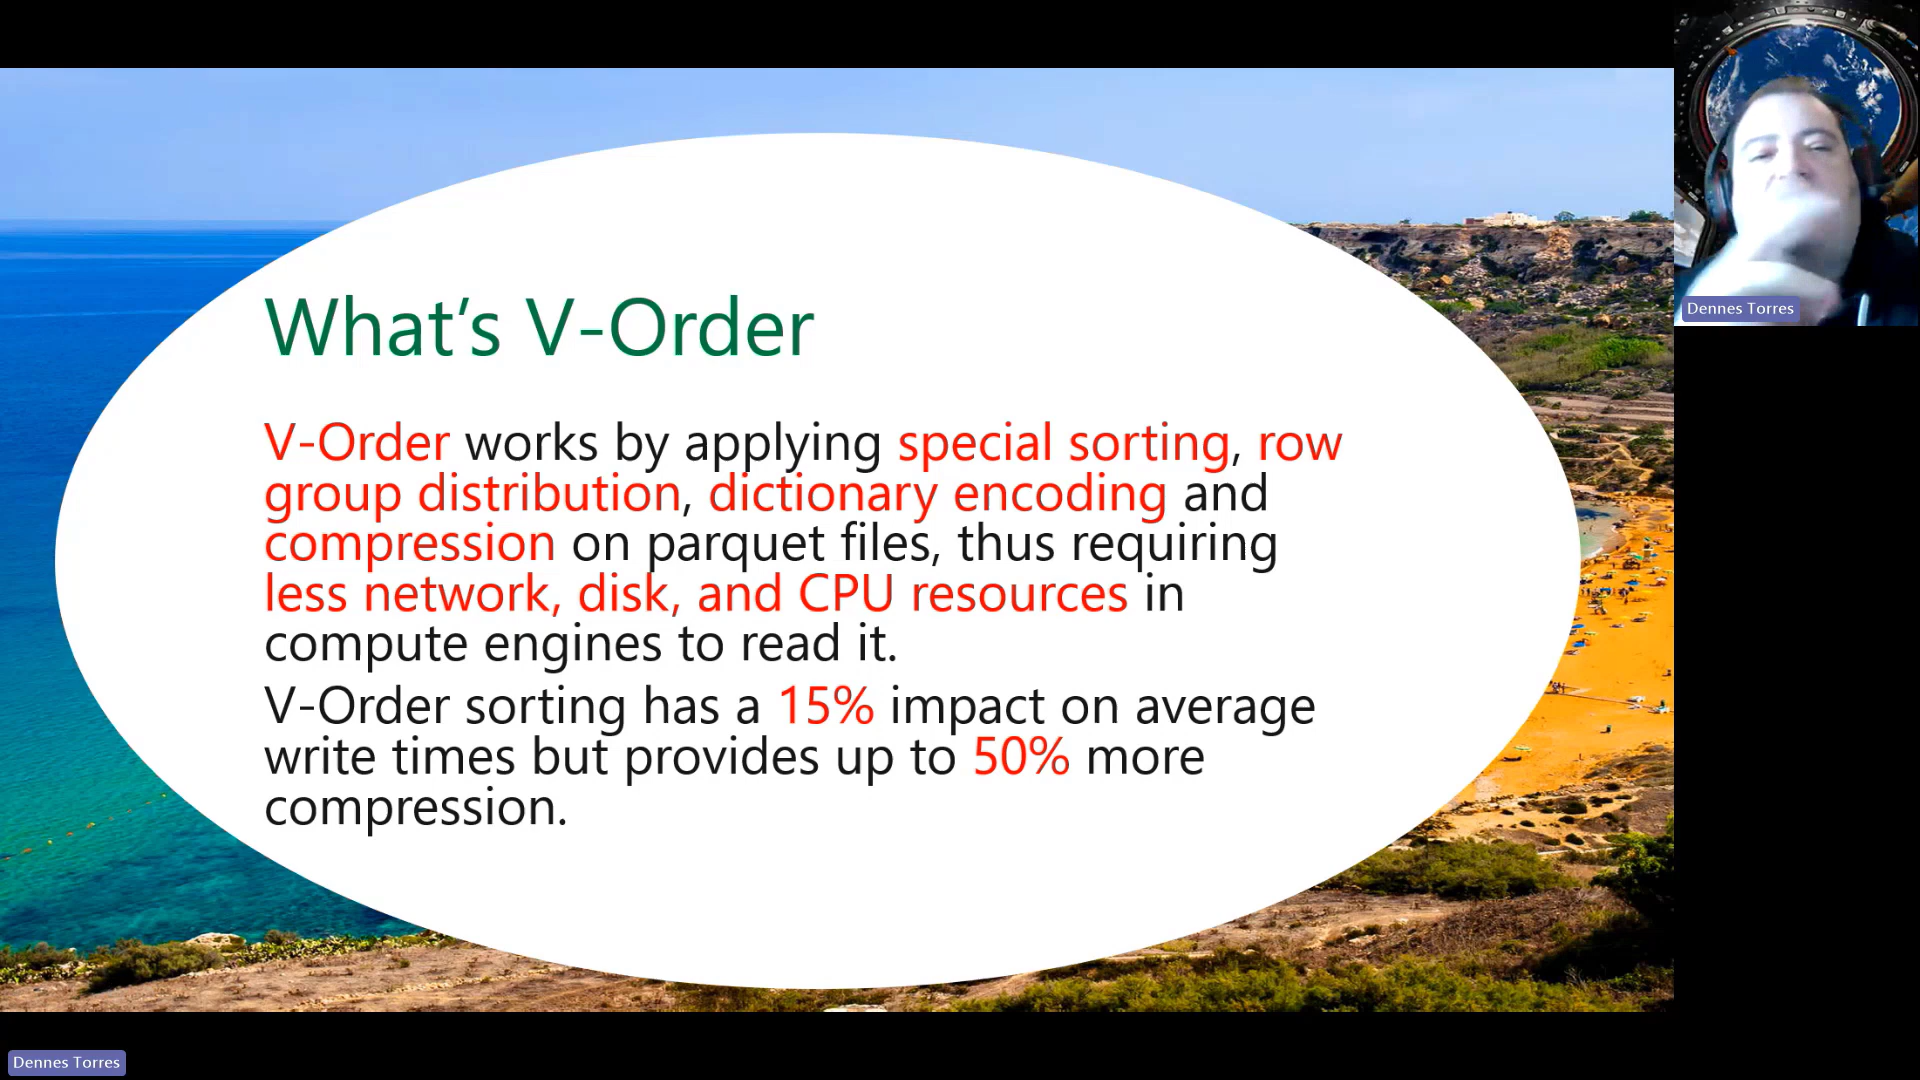 What's V-Order
V-Order works by applying special sorting, row
group distribution, dictionary encoding and
compression on parquet files, thus requiring
less network, disk, and CPU resources in
compute engines to read it.
V-Order sorting has a 15% impact on average
write times but provides up to 50% more
compression.
Dennes Torres
Dennes Torres